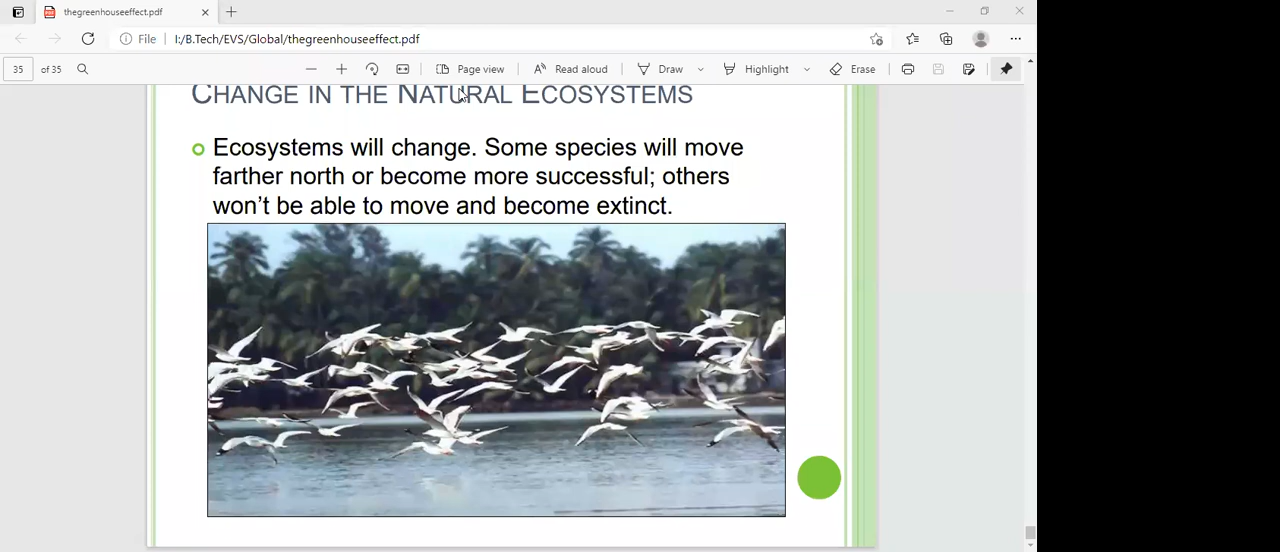 thegreenhouseeffect.pdf
File I:/B.Tech/EVS/Global/thegreenhouseeffect.pdf
35 of 35 Page view Read aloud Draw Highlight Erase
CHANGE IN THE NATURAL ECOSYSTEMS
Ecosystems will change. Some species will move
farther north or become more successful; others
won't be able to move and become extinct.